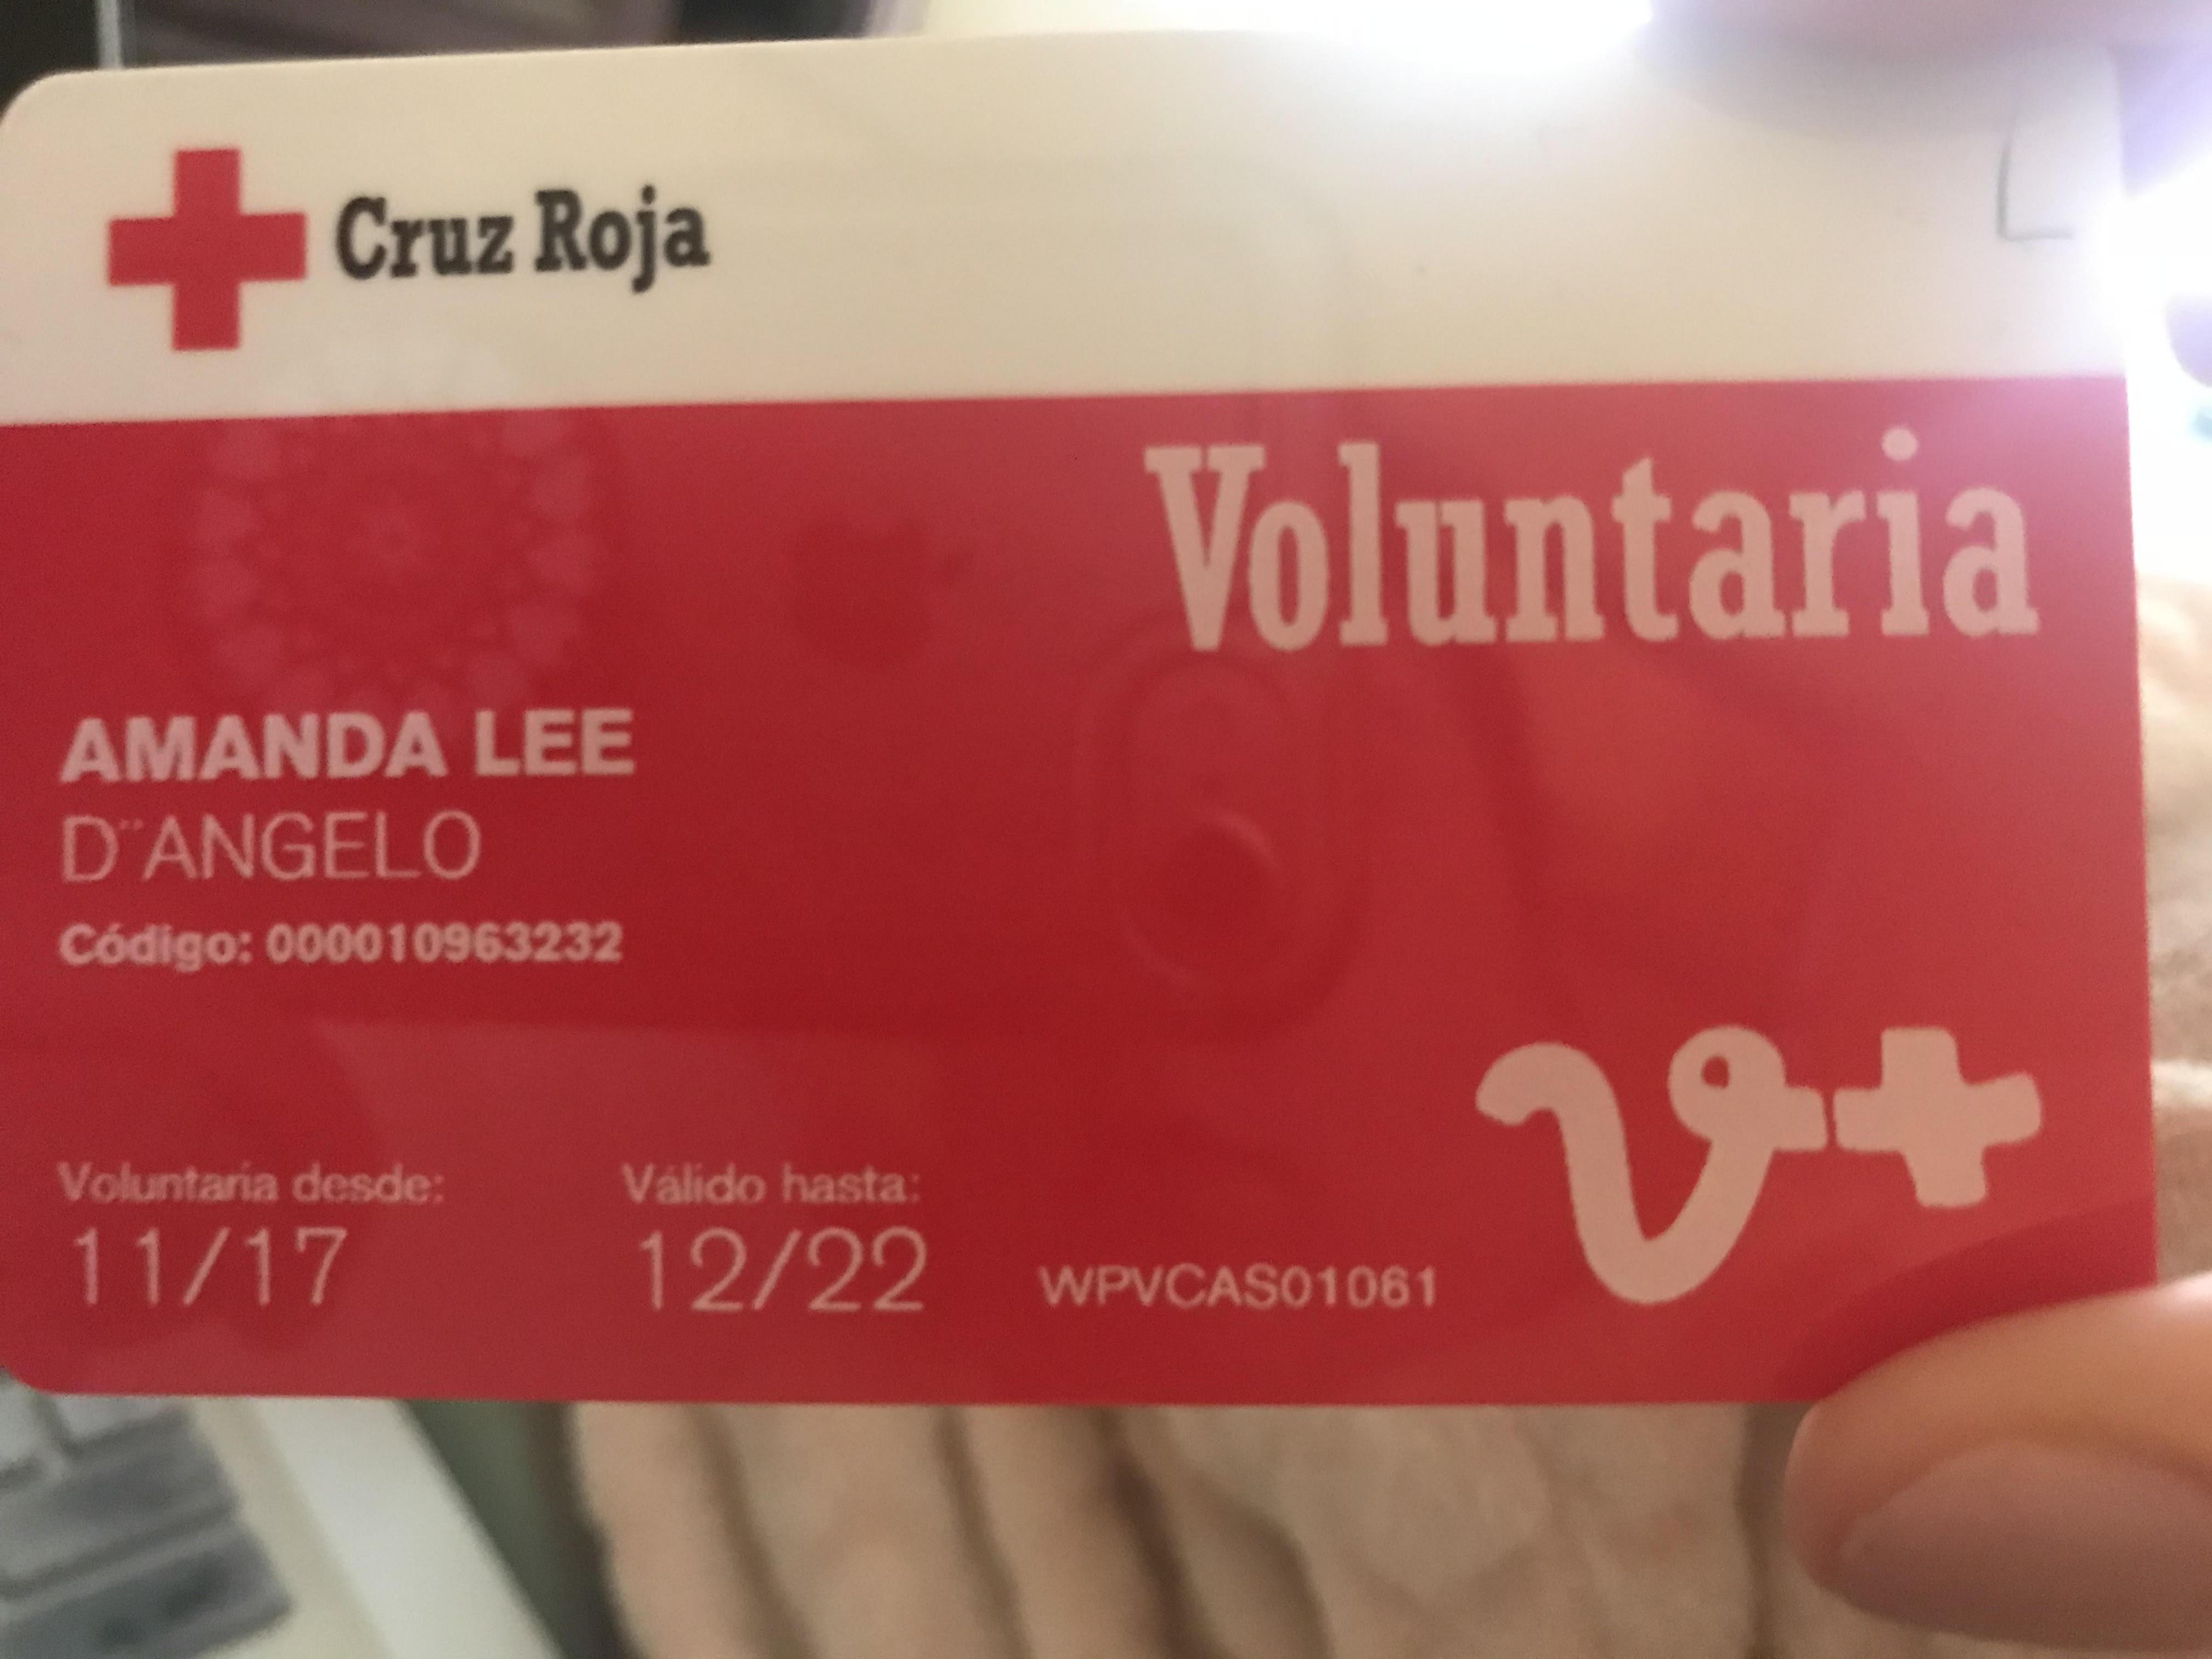 Cruz Roja
Voluntaria
AMANDA LEE
D¨ANGELO
Código: 000010963232
Voluntaria desde:
11/17
Válido hasta:
12/22
WPVCAS01061
v+